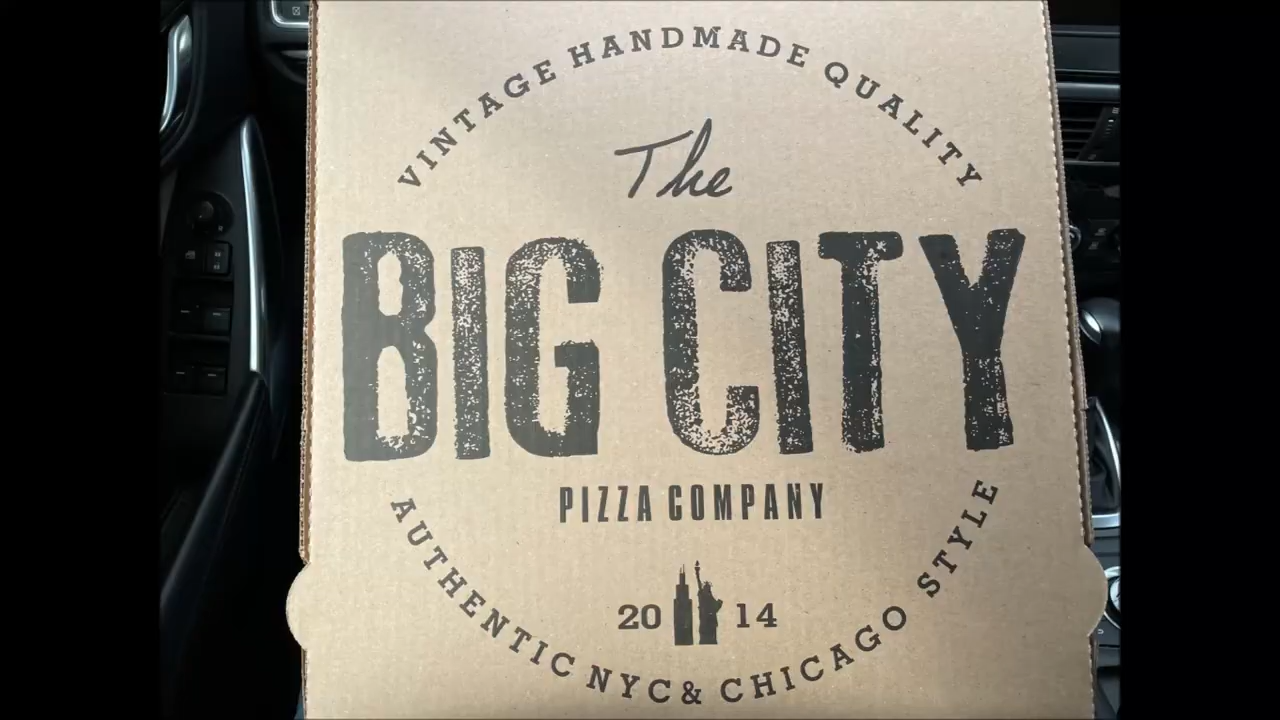 VINTAGE HANDMADE QUALITY
The
BIG CITY
PIZZA COMPANY
20 14
AUTHENTIC NYC & CHICAGO STYLE